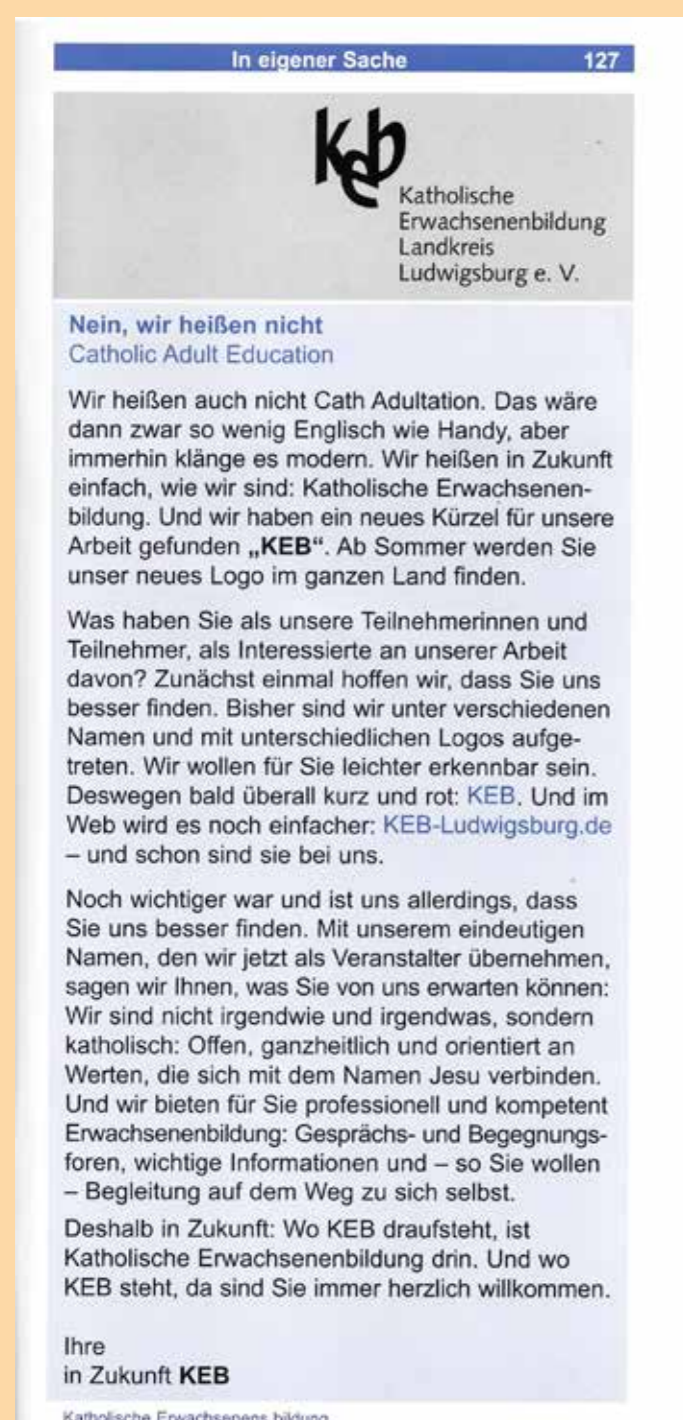 In eigener Sache 127
keb
Katholische
Erwachsenenbildung
Landkreis
Ludwigsburg e. V.
Nein, wir heißen nicht
Catholic Adult Education
Wir heißen auch nicht Cath Adultation. Das wäre
dann zwar so wenig Englisch wie Handy, aber
immerhin klänge es modern. Wir heißen in Zukunft
einfach, wie wir sind: Katholische Erwachsenen-
bildung. Und wir haben ein neues Kürzel für unsere
Arbeit gefunden „KEB“. Ab Sommer werden Sie
unser neues Logo im ganzen Land finden.
Was haben Sie als unsere Teilnehmerinnen und
Teilnehmer, als Interessierte an unserer Arbeit
davon? Zunächst einmal hoffen wir, dass Sie uns
besser finden. Bisher sind wir unter verschiedenen
Namen und mit unterschiedlichen Logos aufge-
treten. Wir wollen für Sie leichter erkennbar sein.
Deswegen bald überall kurz und rot: KEB. Und im
Web wird es noch einfacher: KEB-Ludwigsburg.de
– und schon sind sie bei uns.
Noch wichtiger war und ist uns allerdings, dass
Sie uns besser finden. Mit unserem eindeutigen
Namen, den wir jetzt als Veranstalter übernehmen,
sagen wir Ihnen, was Sie von uns erwarten können:
Wir sind nicht irgendwie und irgendwas, sondern
katholisch: Offen, ganzheitlich und orientiert an
Werten, die sich mit dem Namen Jesu verbinden.
Und wir bieten für Sie professionell und kompetent
Erwachsenenbildung: Gesprächs- und Begegnungs-
foren, wichtige Informationen und – so Sie wollen
– Begleitung auf dem Weg zu sich selbst.
Deshalb in Zukunft: Wo KEB draufsteht, ist
Katholische Erwachsenenbildung drin. Und wo
KEB steht, da sind Sie immer herzlich willkommen.
Ihre
in Zukunft KEB
Katholische